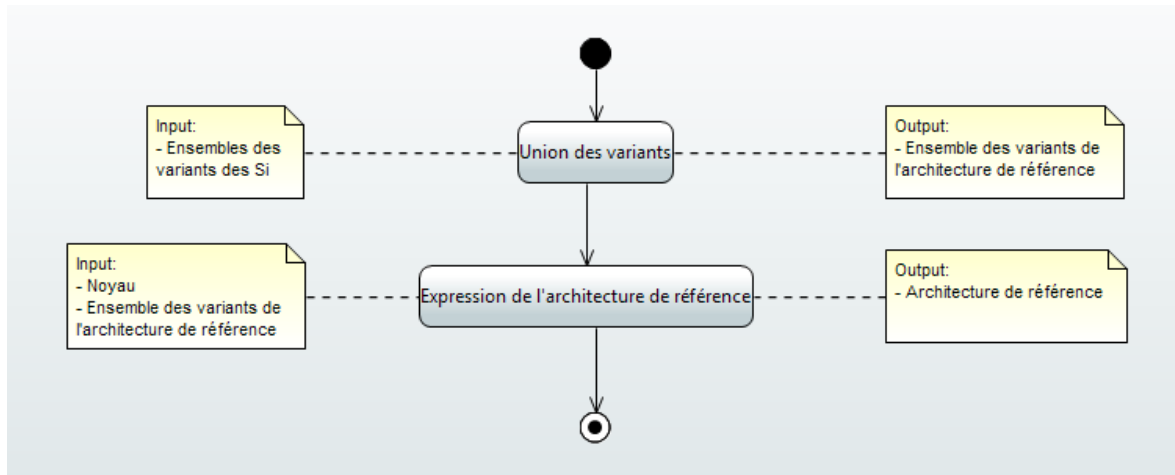 Input:
- Ensembles des
variants des Si
Union des variants
Output:
- Ensemble des variants de
l'architecture de référence
Input:
- Noyau
- Ensemble des variants de
l'architecture de référence
Expression de l'architecture de référence
Output:
- Architecture de référence